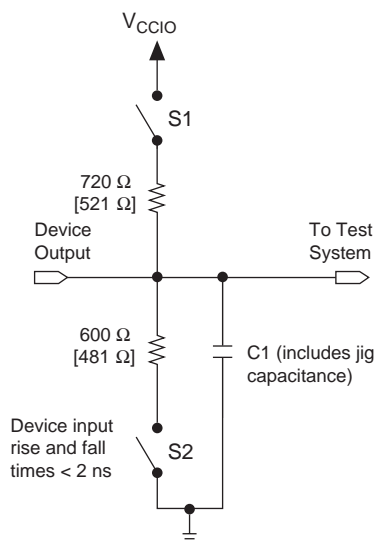 VCCIO
S1
720 Ω
[521 Ω]
Device
Output
To Test
System
600 Ω
[481 Ω]
C1 (includes jig
capacitance)
Device input
rise and fall
times < 2 ns
S2